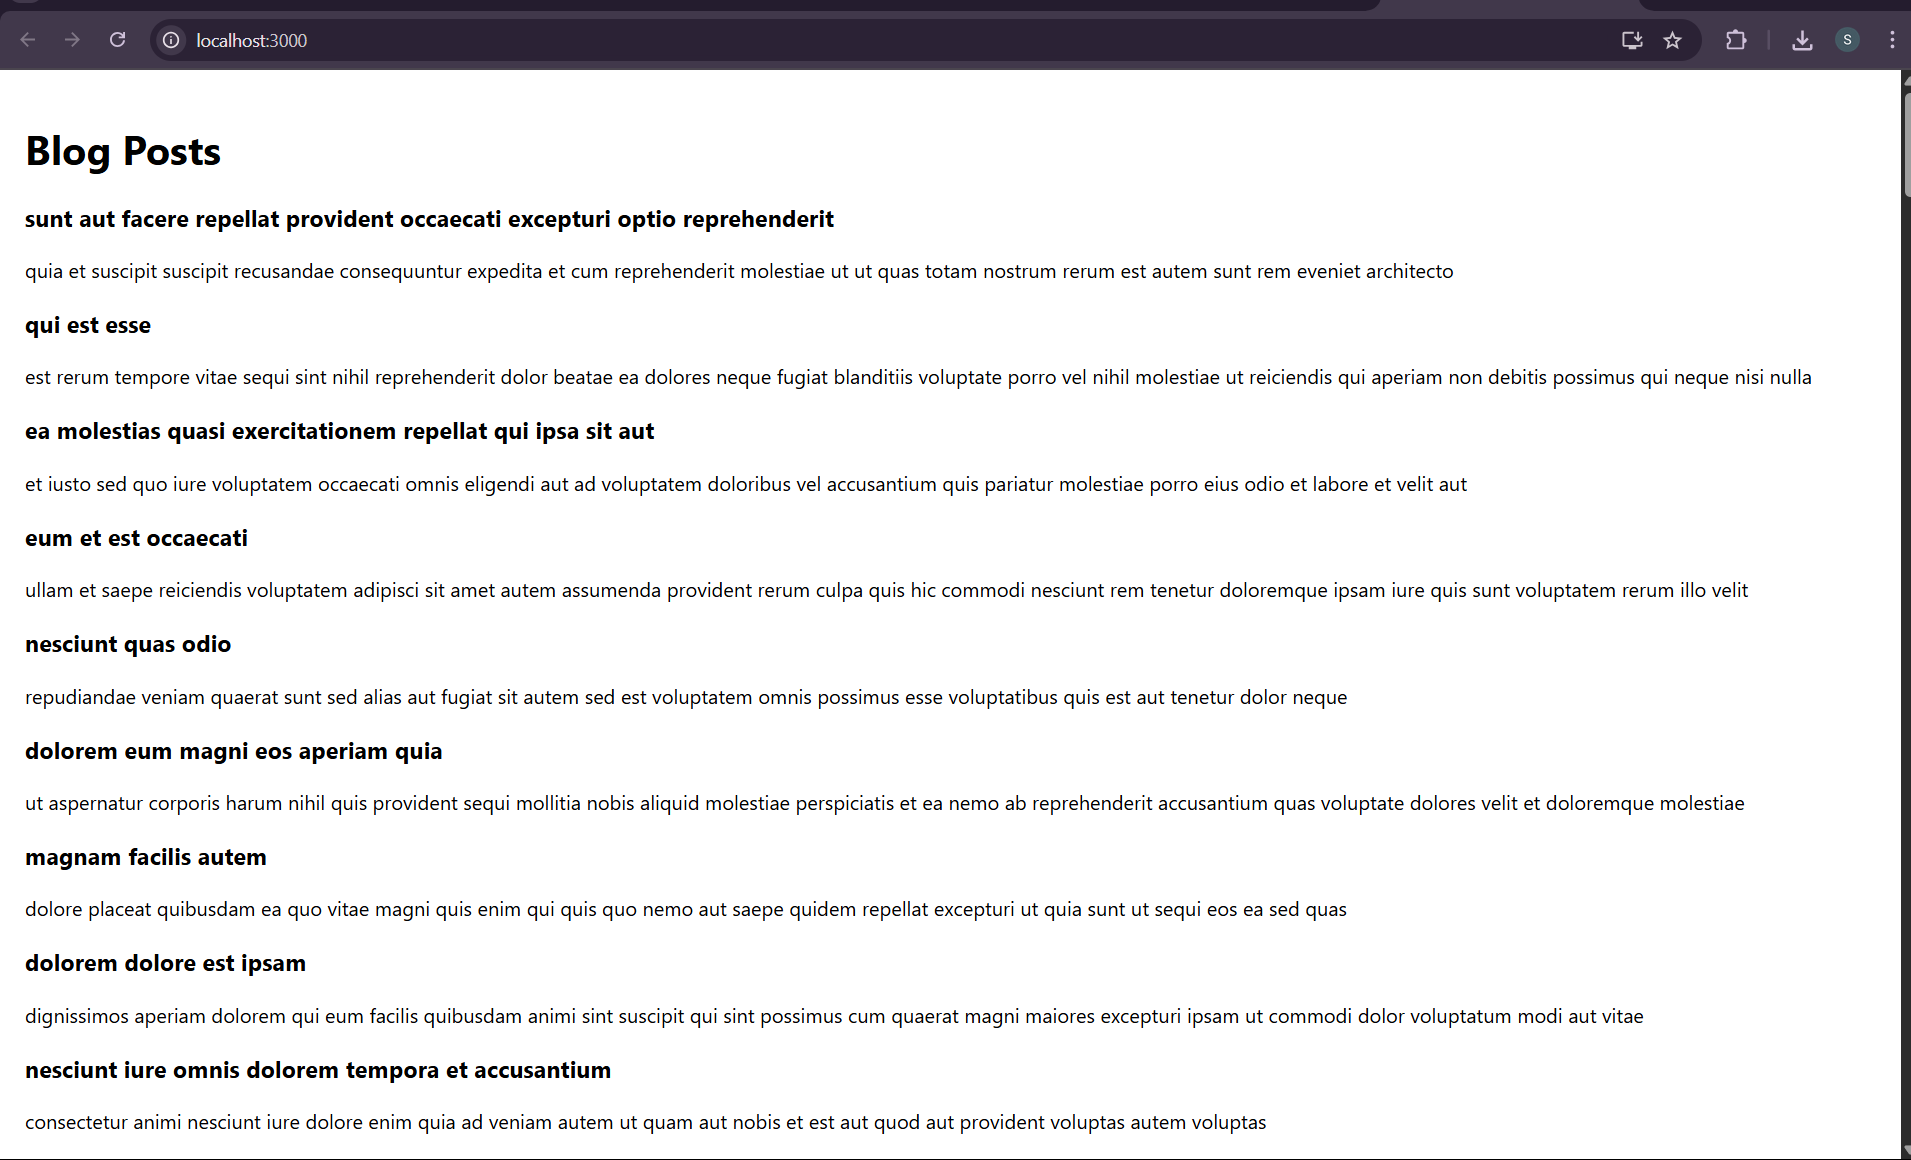 localhost:3000
S
Blog Posts
sunt aut facere repellat provident occaecati excepturi optio reprehenderit
quia et suscipit suscipit recusandae consequuntur expedita et cum reprehenderit molestiae ut ut quas totam nostrum rerum est autem sunt rem eveniet architecto
qui est esse
est rerum tempore vitae sequi sint nihil reprehenderit dolor beatae ea dolores neque fugiat blanditiis voluptate porro vel nihil molestiae ut reiciendis qui aperiam non debitis possimus qui neque nisi nulla
ea molestias quasi exercitationem repellat qui ipsa sit aut
et iusto sed quo iure voluptatem occaecati omnis eligendi aut ad voluptatem doloribus vel accusantium quis pariatur molestiae porro eius odio et labore et velit aut
eum et est occaecati
ullam et saepe reiciendis voluptatem adipisci sit amet autem assumenda provident rerum culpa quis hic commodi nesciunt rem tenetur doloremque ipsam iure quis sunt voluptatem rerum illo velit
nesciunt quas odio
repudiandae veniam quaerat sunt sed alias aut fugiat sit autem sed est voluptatem omnis possimus esse voluptatibus quis est aut tenetur dolor neque
dolorem eum magni eos aperiam quia
ut aspernatur corporis harum nihil quis provident sequi mollitia nobis aliquid molestiae perspiciatis et ea nemo ab reprehenderit accusantium quas voluptate dolores velit et doloremque molestiae
magnam facilis autem
dolore placeat quibusdam ea quo vitae magni quis enim qui quis quo nemo aut saepe quidem repellat excepturi ut quia sunt ut sequi eos ea sed quas
dolorem dolore est ipsam
dignissimos aperiam dolorem qui eum facilis quibusdam animi sint suscipit qui sint possimus cum quaerat magni maiores excepturi ipsam ut commodi dolor voluptatum modi aut vitae
nesciunt iure omnis dolorem tempora et accusantium
consectetur animi nesciunt iure dolore enim quia ad veniam autem ut quam aut nobis et est aut quod aut provident voluptas autem voluptas